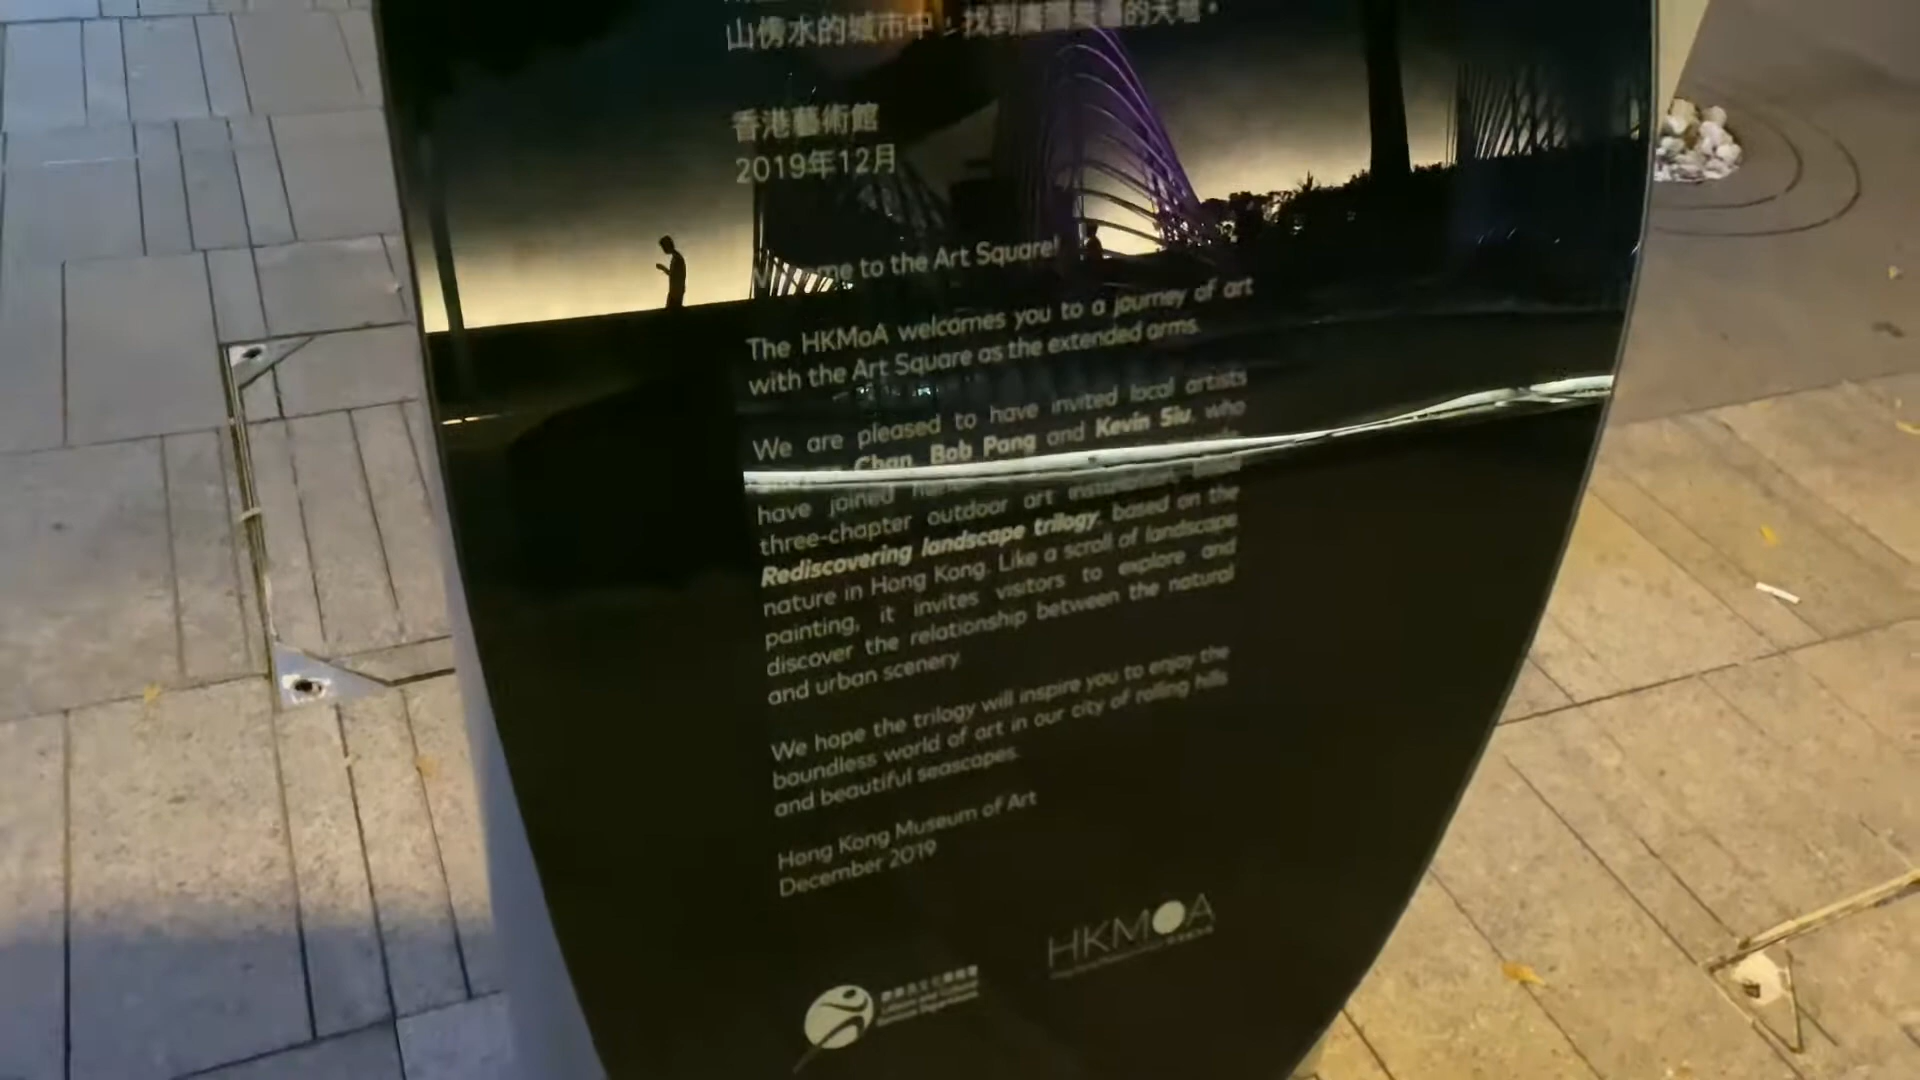 山傍水的城市中，找到廣闊無邊的天地。
香港藝術館
2019年12月
me to the Art Square!
The HKMoA welcomes you to a journey of art
with the Art Square as the extended arms.
We are pleased to have invited local artists
Chan, Bob Pang and Kevin Siu, who
have joined
three-chapter outdoor art
Rediscovering landscape trilogy, based on the
nature in Hong Kong. Like a scroll of landscape
painting, it invites visitors to explore and
discover the relationship between the natural
and urban scenery.
We hope the trilogy will inspire you to enjoy the
boundless world of art in our city of rolling hills
and beautiful seascapes.
Hong Kong Museum of Art
December 2019
HKMOA
Leisure and Cultural
Services Department